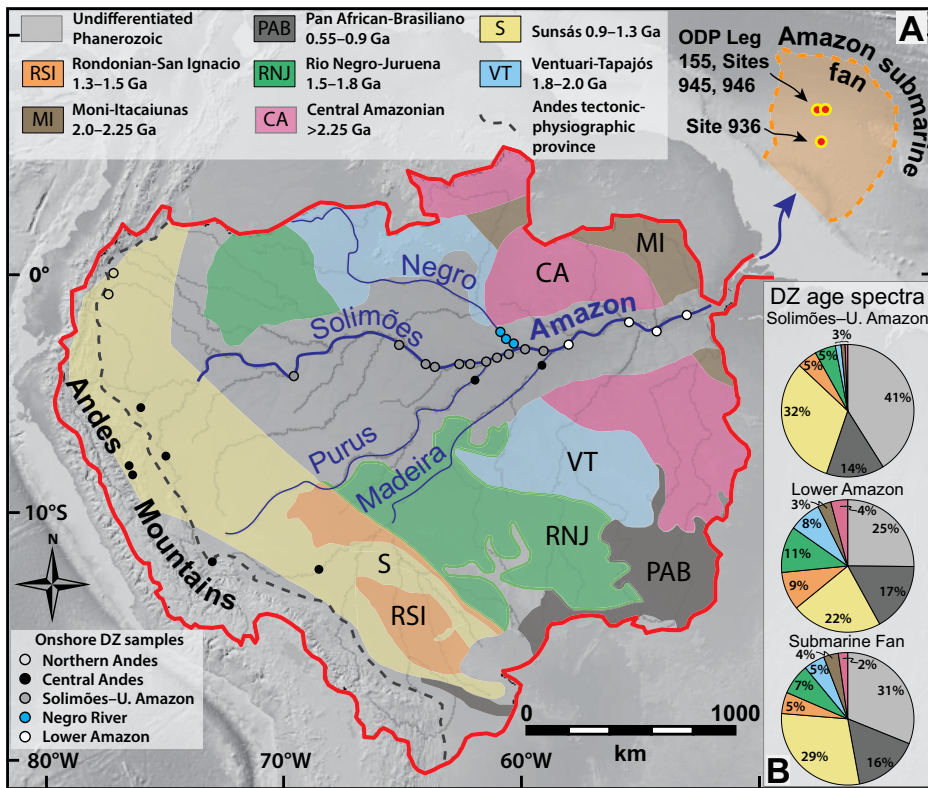 Undifferentiated
Phanerozoic
PAB
Pan African-Brasiliano
0.55–0.9 Ga
S
Sunsás 0.9–1.3 Ga
RSI
Rondonian-San Ignacio
1.3–1.5 Ga
RNJ
Rio Negro-Juruena
1.5–1.8 Ga
VT
Ventuari-Tapajós
1.8–2.0 Ga
MI
Moni-Itacaiunas
2.0–2.25 Ga
CA
Central Amazonian
>2.25 Ga
Andes tectonic-
physiographic
province
A
ODP Leg
155, Sites
945, 946
Site 936
Amazon submarine
fan
0°
10°S
80°W
70°W
60°W
Negro
Solimões
Amazon
Purus
Madeira
Andes
Mountains
CA
MI
VT
RNJ
S
RSI
PAB
N
Onshore DZ samples
Northern Andes
Central Andes
Solimões–U. Amazon
Negro River
Lower Amazon
0
1000
km
DZ age spectra
Solimões–U. Amazon
3%
5%
5%
41%
32%
14%
Lower Amazon
3%
4%
8%
25%
11%
9%
17%
22%
Submarine Fan
4%
2%
5%
7%
31%
5%
29%
16%
B